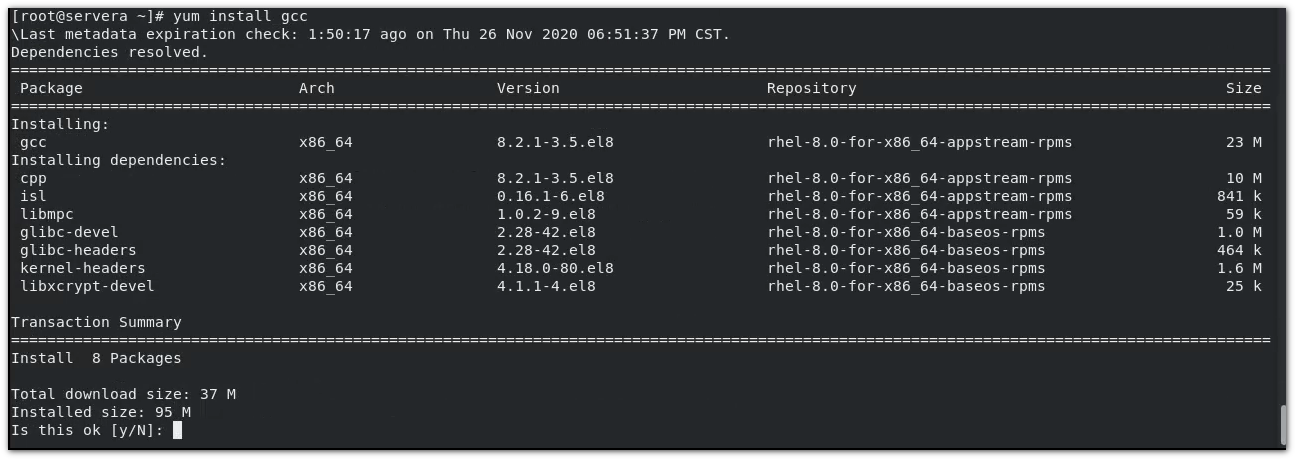 [root@servera ~]# yum install gcc
\Last metadata expiration check: 1:50:17 ago on Thu 26 Nov 2020 06:51:37 PM CST.
Dependencies resolved.
============================================================================================================================================
 Package                        Arch                  Version                       Repository                                         Size
============================================================================================================================================
Installing:
 gcc                            x86_64                8.2.1-3.5.el8                 rhel-8.0-for-x86_64-appstream-rpms                 23 M
Installing dependencies:
 cpp                            x86_64                8.2.1-3.5.el8                 rhel-8.0-for-x86_64-appstream-rpms                 10 M
 isl                            x86_64                0.16.1-6.el8                  rhel-8.0-for-x86_64-appstream-rpms                841 k
 libmpc                         x86_64                1.0.2-9.el8                   rhel-8.0-for-x86_64-appstream-rpms                 59 k
 glibc-devel                    x86_64                2.28-42.el8                   rhel-8.0-for-x86_64-baseos-rpms                   1.0 M
 glibc-headers                  x86_64                2.28-42.el8                   rhel-8.0-for-x86_64-baseos-rpms                   464 k
 kernel-headers                 x86_64                4.18.0-80.el8                 rhel-8.0-for-x86_64-baseos-rpms                   1.6 M
 libxcrypt-devel                x86_64                4.1.1-4.el8                   rhel-8.0-for-x86_64-baseos-rpms                    25 k

Transaction Summary
============================================================================================================================================
Install  8 Packages

Total download size: 37 M
Installed size: 95 M
Is this ok [y/N]: